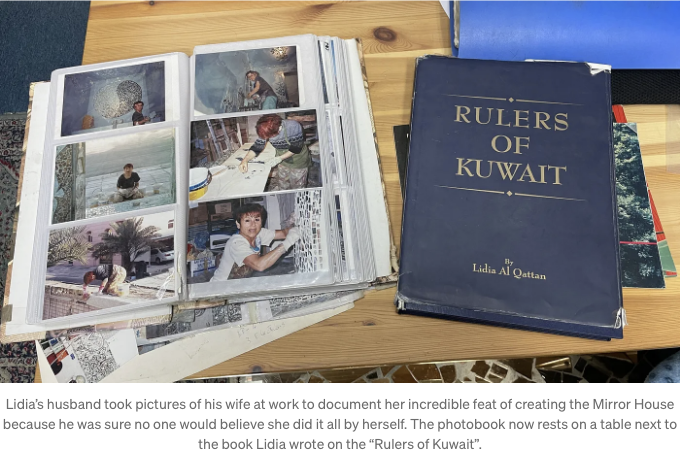 RULERS
OF
KUWAIT
By
Lidia Al Qattan
Lidia's husband took pictures of his wife at work to document her incredible feat of creating the Mirror House
because he was sure no one would believe she did it all by herself. The photobook now rests on a table next to
the book Lidia wrote on the “Rulers of Kuwait”.